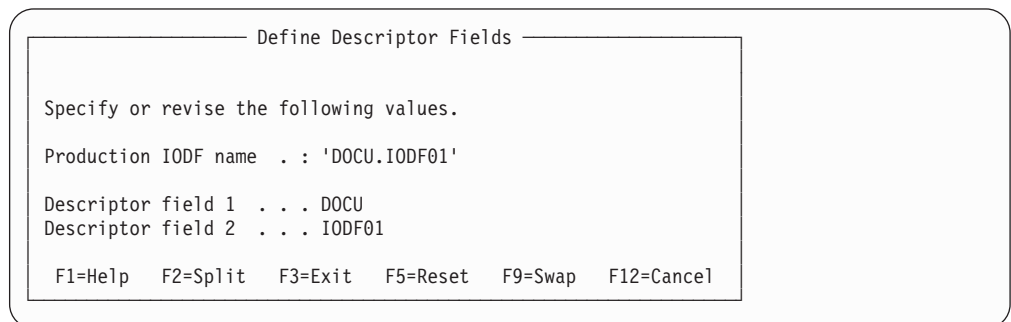 Define Descriptor Fields
Specify or revise the following values.
Production IODF name . : 'DOCU.IODF01'
Descriptor field 1 . . . DOCU
Descriptor field 2 . . . IODF01
F1=Help F2=Split F3=Exit F5=Reset F9=Swap F12=Cancel